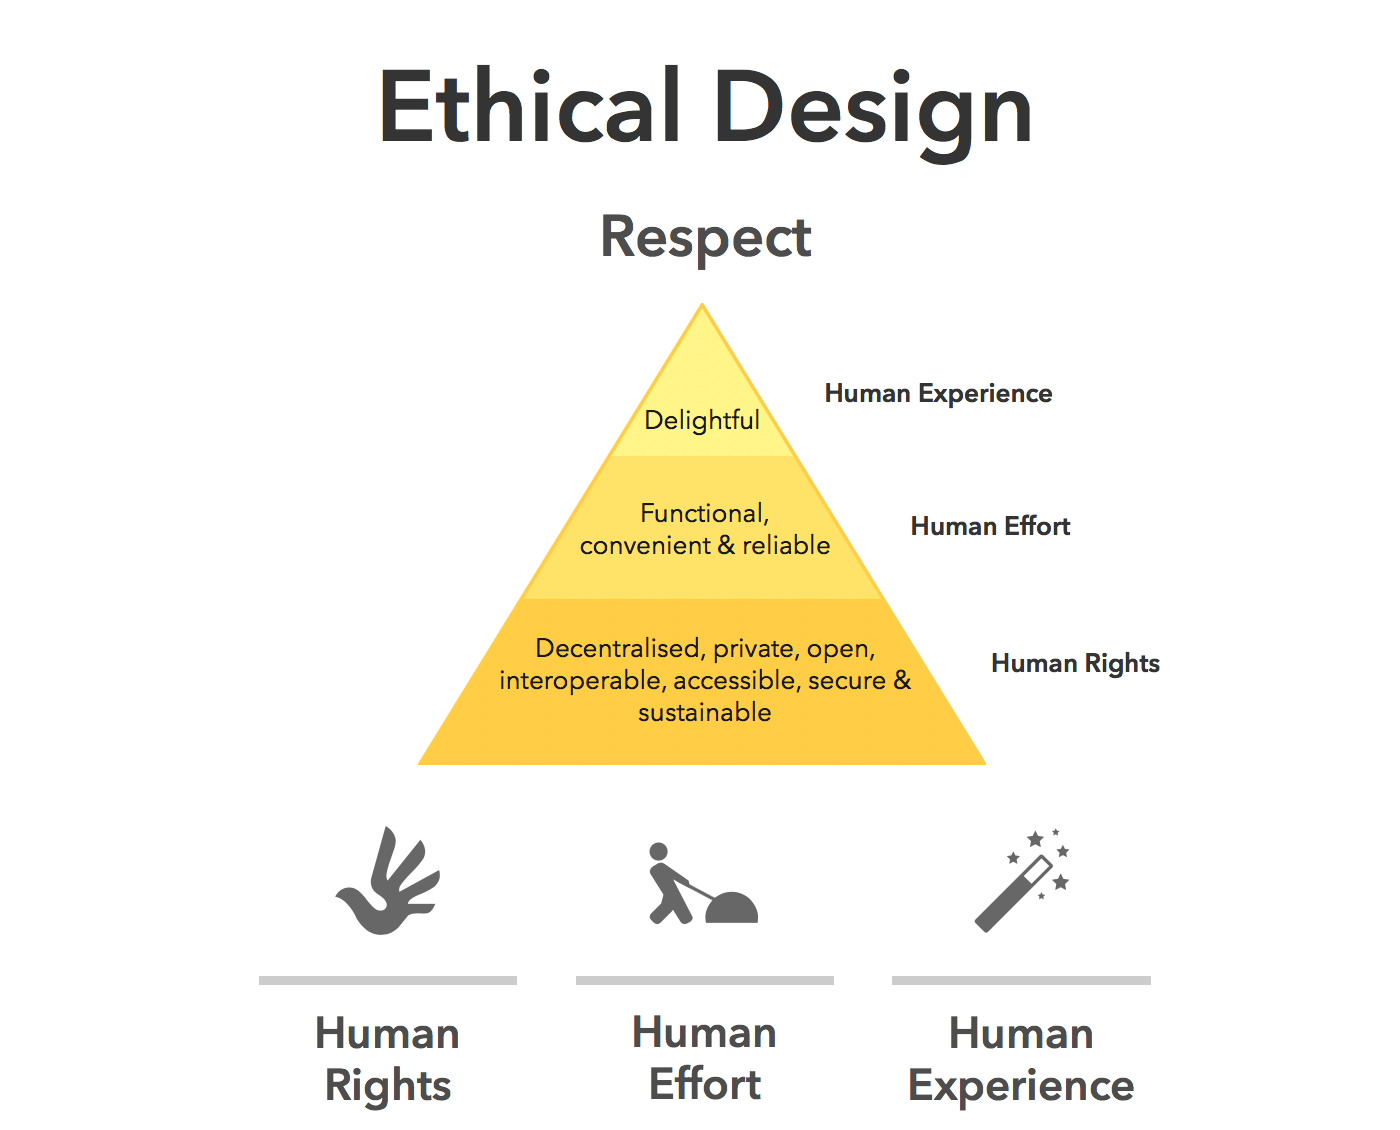 Ethical Design
Respect
Human Experience
Delightful
Functional,
convenient & reliable
Human Effort
Decentralised, private, open,
interoperable, accessible, secure &
sustainable
Human Rights
Human
Rights
Human
Effort
Human
Experience